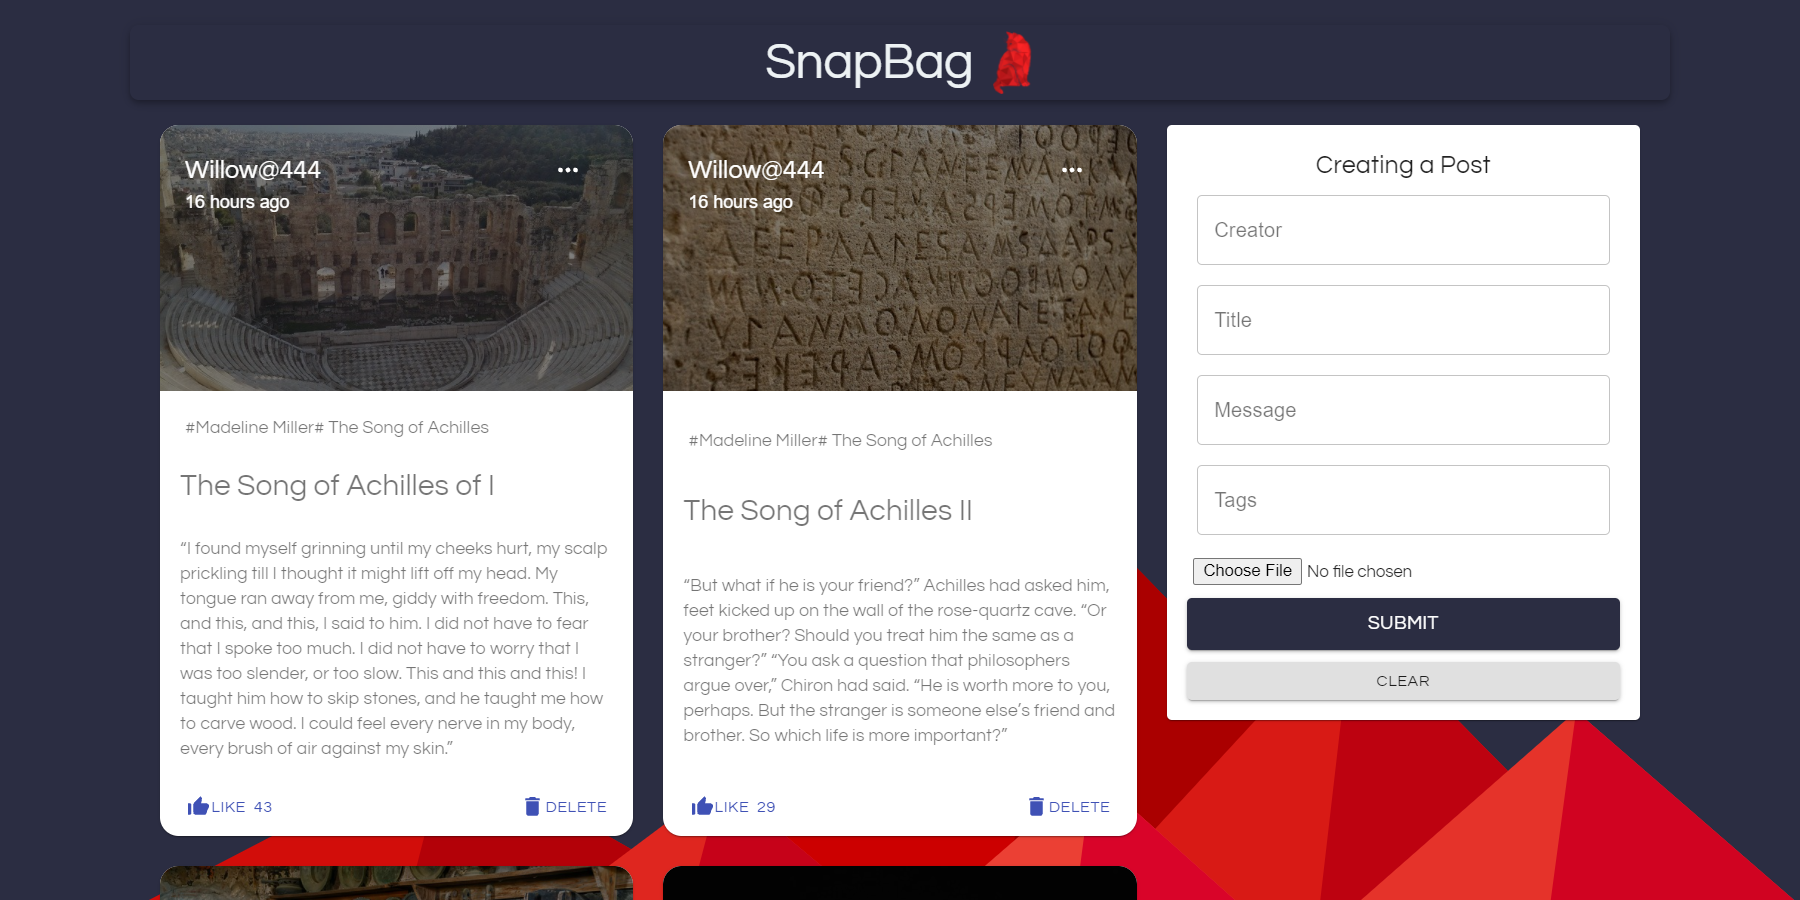 SnapBag
Willow@444
16 hours ago
#Madeline Miller# The Song of Achilles
The Song of Achilles of I
“I found myself grinning until my cheeks hurt, my scalp
prickling till I thought it might lift off my head. My
tongue ran away from me, giddy with freedom. This,
and this, and this, I said to him. I did not have to fear
that I spoke too much. I did not have to worry that I
was too slender, or too slow. This and this and this! I
taught him how to skip stones, and he taught me how
to carve wood. I could feel every nerve in my body,
every brush of air against my skin.”
LIKE 43
DELETE
Willow@444
16 hours ago
#Madeline Miller# The Song of Achilles
The Song of Achilles II
“But what if he is your friend?” Achilles had asked him,
feet kicked up on the wall of the rose-quartz cave. “Or
your brother? Should you treat him the same as a
stranger?” “You ask a question that philosophers
argue over,” Chiron had said. “He is worth more to you,
perhaps. But the stranger is someone else’s friend and
brother. So which life is more important?”
LIKE 29
DELETE
Creating a Post
Creator
Title
Message
Tags
Choose File No file chosen
SUBMIT
CLEAR